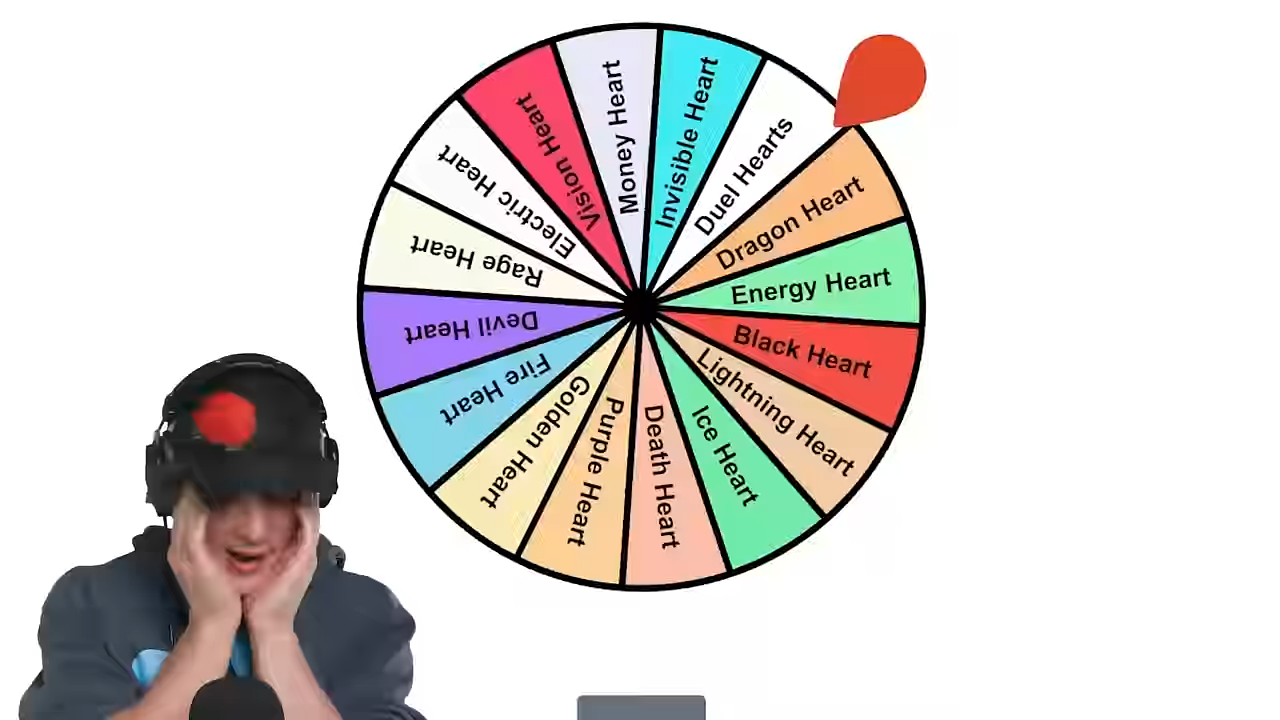 Money Heart
Invisible Heart
Duel Hearts
Dragon Heart
Energy Heart
Black Heart
Lightning Heart
Ice Heart
Death Heart
Purple Heart
Golden Heart
Fire Heart
Devil Heart
Rage Heart
Electric Heart
Vision Heart